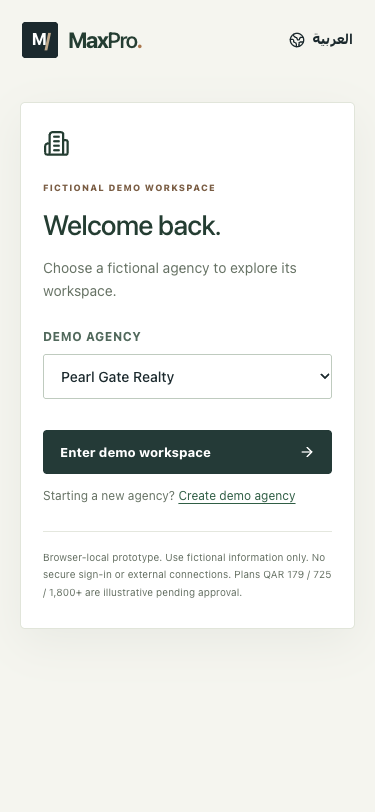 M/ MaxPro.
العربية
FICTIONAL DEMO WORKSPACE
Welcome back.
Choose a fictional agency to explore its
workspace.
DEMO AGENCY
Pearl Gate Realty
Enter demo workspace →
Starting a new agency? Create demo agency
Browser-local prototype. Use fictional information only. No
secure sign-in or external connections. Plans QAR 179 / 725
/ 1,800+ are illustrative pending approval.